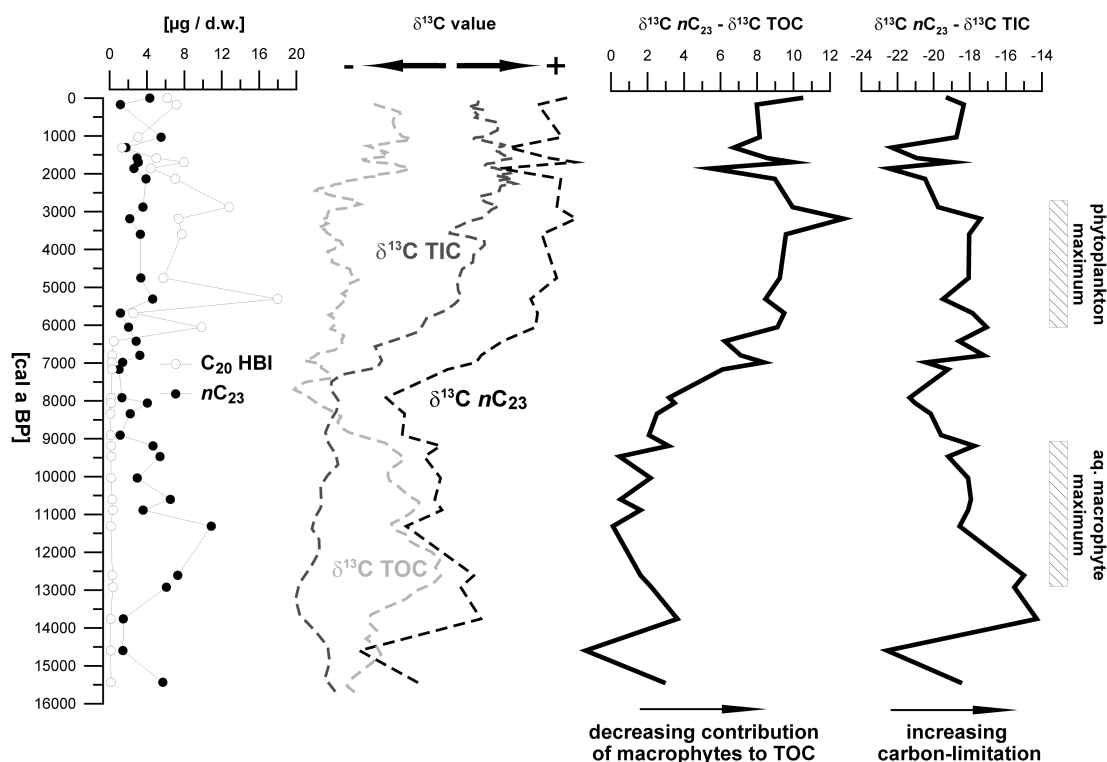 [µg / d.w.]
δ¹³C value
δ¹³C nC₂₃ - δ¹³C TOC
δ¹³C nC₂₃ - δ¹³C TIC
0 4 8 12 16 20
- +
0 2 4 6 8 10 12
-24 -22 -20 -18 -16 -14
0
1000
2000
3000
4000
5000
6000
7000
8000
9000
10000
11000
12000
13000
14000
15000
16000
[cal a BP]
C₂₀ HBI
nC₂₃
δ¹³C TIC
δ¹³C nC₂₃
δ¹³C TOC
phytoplankton
maximum
aq. macrophyte
maximum
decreasing contribution
of macrophytes to TOC
increasing
carbon-limitation